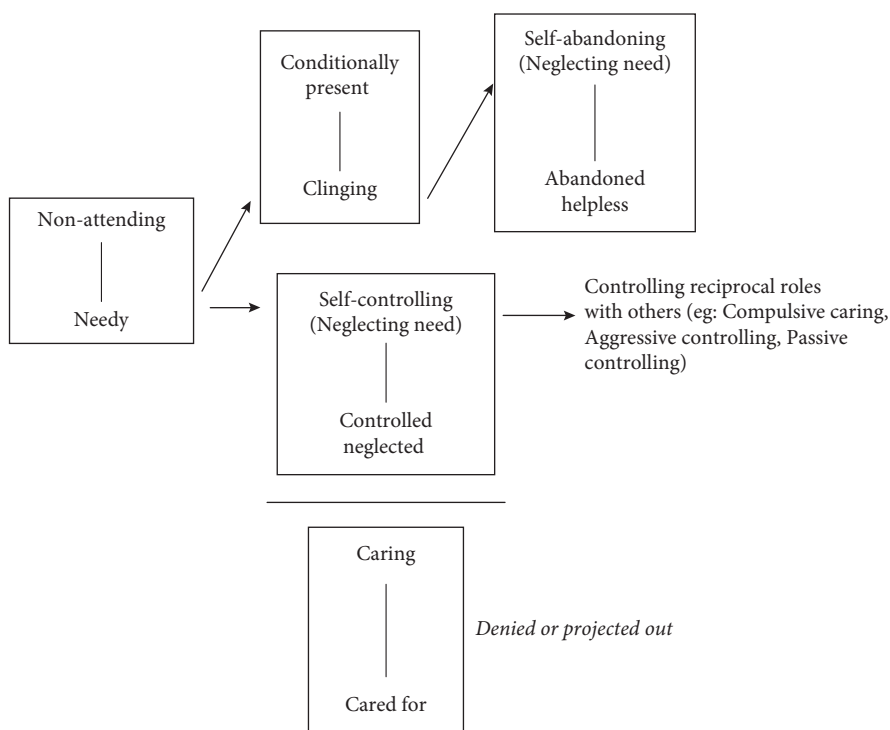 Self-abandoning
(Neglecting need)
Abandoned
helpless
Conditionally
present
Clinging
Non-attending
Needy
Self-controlling
(Neglecting need)
Controlled
neglected
Controlling reciprocal roles
with others (eg: Compulsive caring,
Aggressive controlling, Passive
controlling)
Caring
Cared for
Denied or projected out